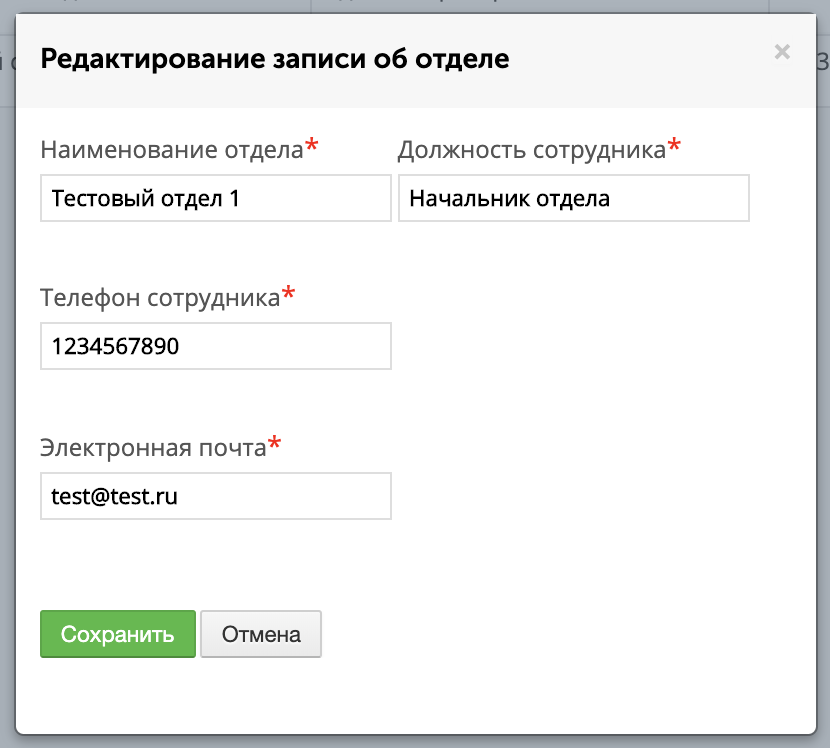 Редактирование записи об отделе ×
Наименование отдела* Должность сотрудника*
Тестовый отдел 1 Начальник отдела
Телефон сотрудника*
1234567890
Электронная почта*
test@test.ru
Сохранить Отмена